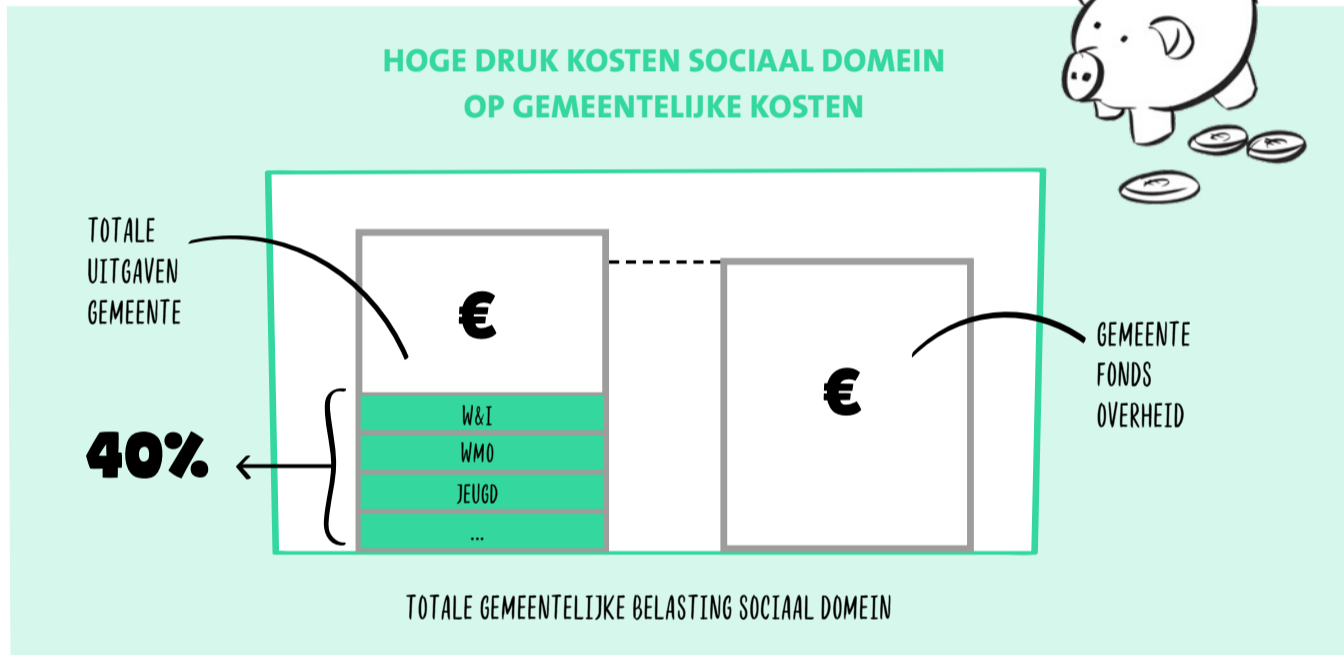 HOGE DRUK KOSTEN SOCIAAL DOMEIN
OP GEMEENTELIJKE KOSTEN
TOTALE
UITGAVEN
GEMEENTE
€
W&I
WMO
JEUGD
...
40%
€
GEMEENTE
FONDS
OVERHEID
TOTALE GEMEENTELIJKE BELASTING SOCIAAL DOMEIN